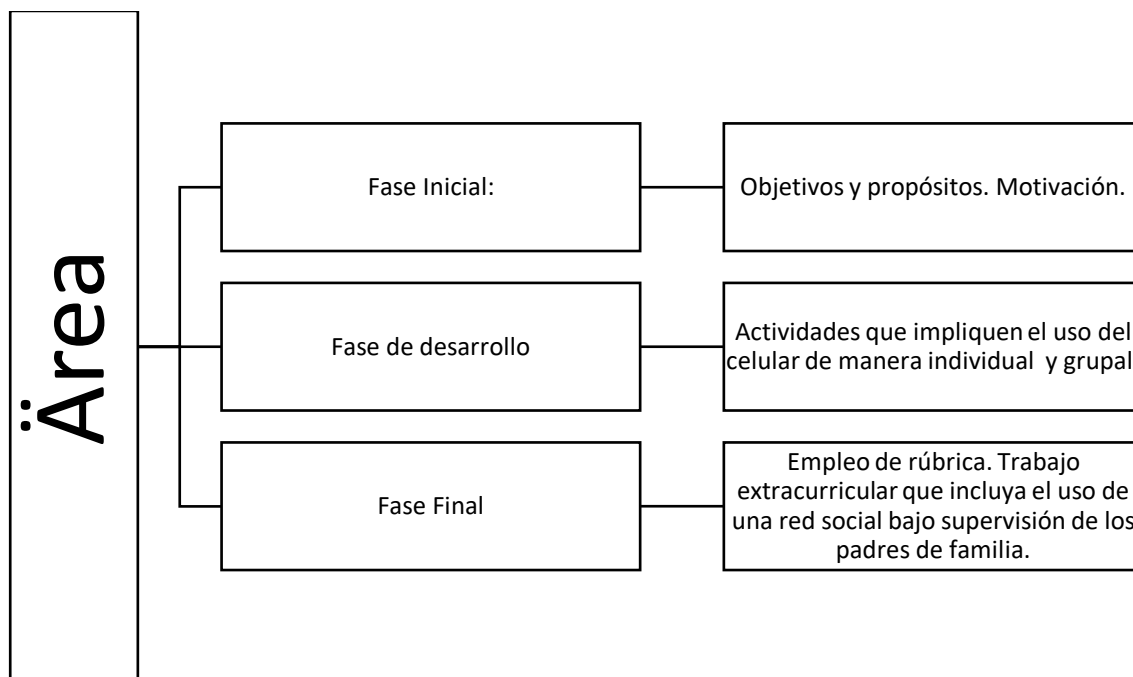 Ärea
Fase Inicial:
Objetivos y propósitos. Motivación.
Fase de desarrollo
Actividades que impliquen el uso del
celular de manera individual y grupal
Fase Final
Empleo de rúbrica. Trabajo
extracurricular que incluya el uso de
una red social bajo supervisión de los
padres de familia.